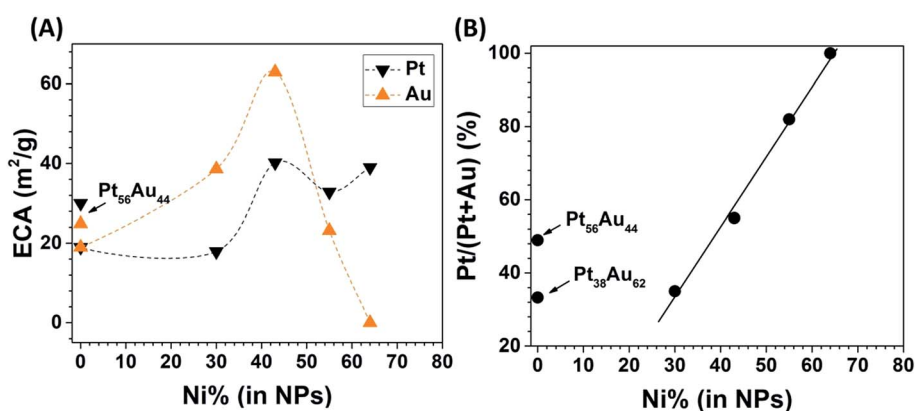 (A)
ECA (m²/g)
60
40
20
0
Pt
Au
Pt₅₆Au₄₄
0 10 20 30 40 50 60 70 80
Ni% (in NPs)
(B)
Pt/(Pt+Au) (%)
100
80
60
40
20
Pt₅₆Au₄₄
Pt₃₈Au₆₂
0 10 20 30 40 50 60 70 80
Ni% (in NPs)